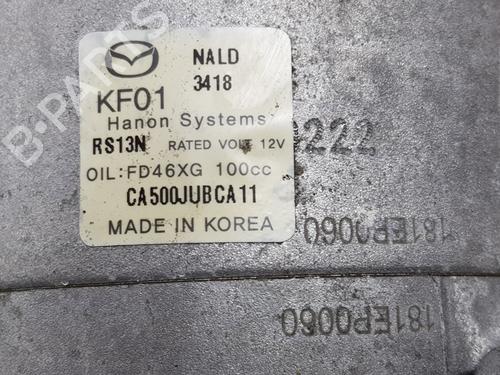 NALD
KF01 3418
Hanon Systems
RS13N RATED VOLT 12V
OIL:FD46XG 100cc
CA500JUBCA11
MADE IN KOREA
222
181EP0060
181EP0060
B-PARTS